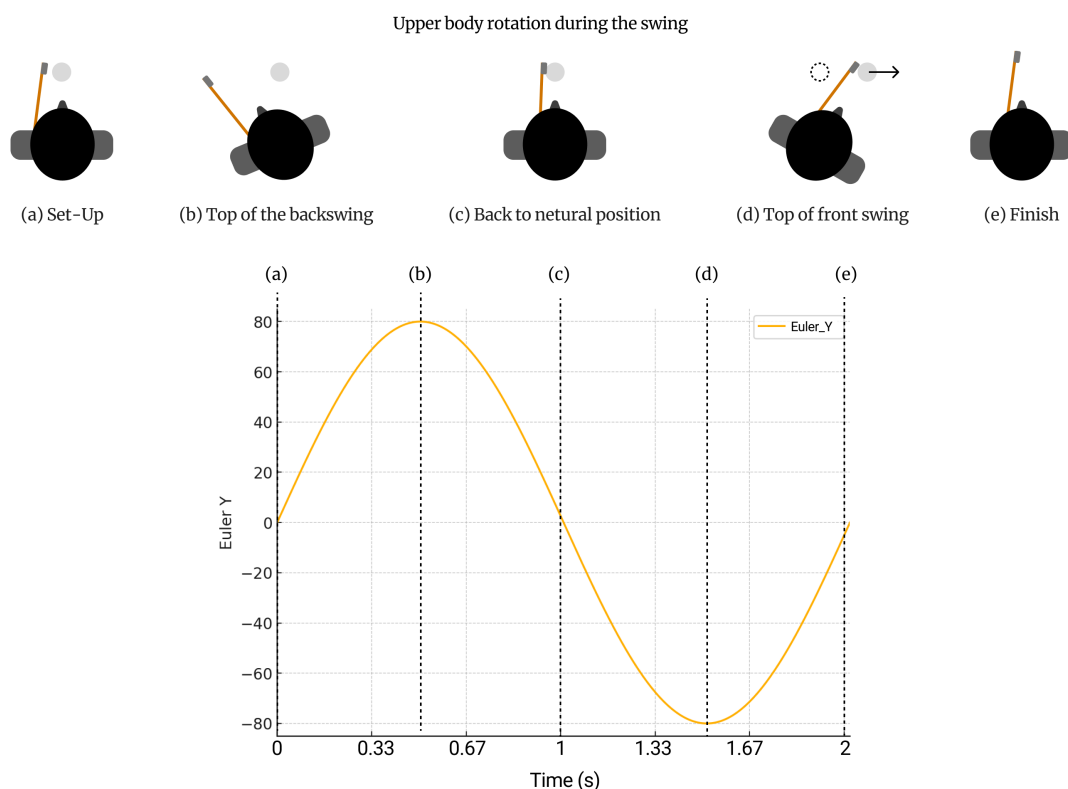 Upper body rotation during the swing
(a) Set-Up
(b) Top of the backswing
(c) Back to netural position
(d) Top of front swing
(e) Finish
(a)
(b)
(c)
(d)
(e)
Euler_Y
80
60
40
20
0
−20
−40
−60
−80
Euler Y
0
0.33
0.67
1
1.33
1.67
2
Time (s)